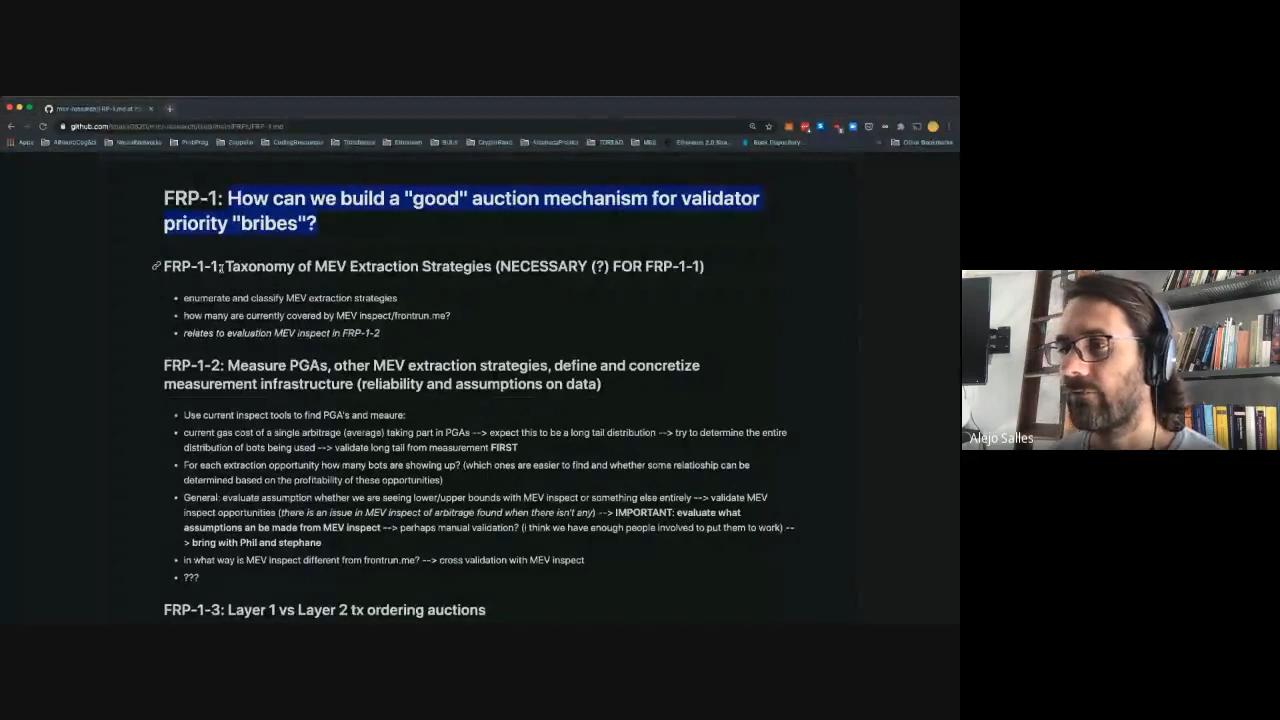 github.com
Apps
Other Bookmarks
FRP-1: How can we build a "good" auction mechanism for validator
priority "bribes"?
FRP-1-1: Taxonomy of MEV Extraction Strategies (NECESSARY (?) FOR FRP-1-1)
• enumerate and classify MEV extraction strategies
• how many are currently covered by MEV inspect/frontrun.me?
• relates to evaluation MEV inspect in FRP-1-2
FRP-1-2: Measure PGAs, other MEV extraction strategies, define and concretize
measurement infrastructure (reliability and assumptions on data)
• Use current inspect tools to find PGA's and meaure:
• current gas cost of a single arbitrage (average) taking part in PGAs --> expect this to be a long tail distribution --> try to determine the entire
distribution of bots being used --> validate long tail from measurement FIRST
• For each extraction opportunity how many bots are showing up? (which ones are easier to find and whether some relatioship can be
determined based on the profitability of these opportunities)
• General: evaluate assumption whether we are seeing lower/upper bounds with MEV inspect or something else entirely --> validate MEV
inspect opportunities (there is an issue in MEV inspect of arbitrage found when there isn't any) --> IMPORTANT: evaluate what
assumptions an be made from MEV inspect --> perhaps manual validation? (i think we have enough people involved to put them to work) --
> bring with Phil and stephane
• in what way is MEV inspect different from frontrun.me? --> cross validation with MEV inspect
• ???
FRP-1-3: Layer 1 vs Layer 2 tx ordering auctions
Alejo Salles